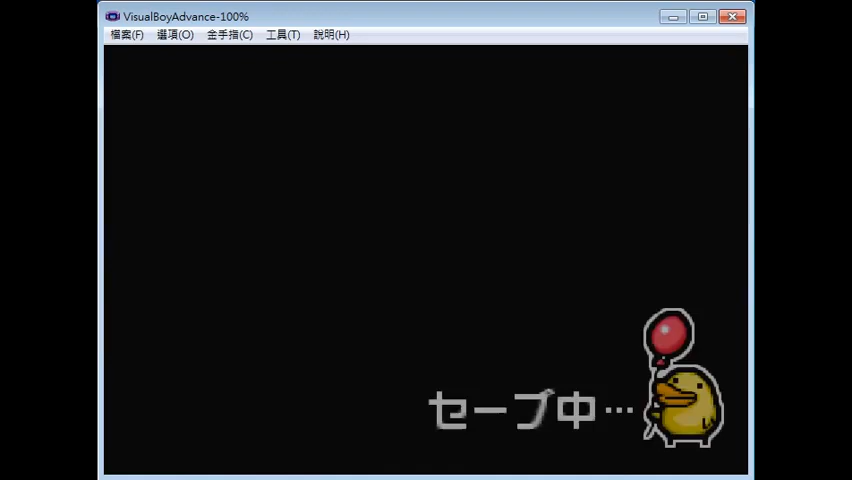 VisualBoyAdvance-100%
檔案(F) 選項(O) 金手指(C) 工具(T) 說明(H)
セーブ中…